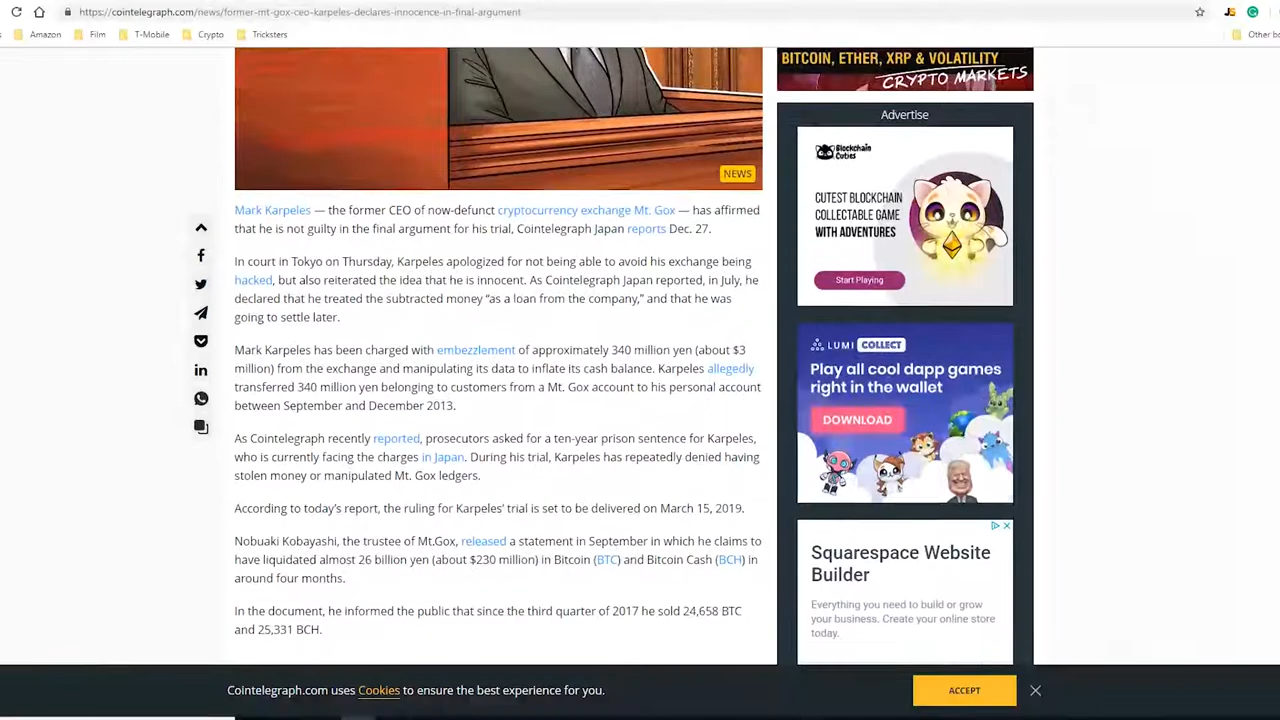 https://cointelegraph.com/news/former-mt-gox-ceo-karpeles-declares-innocence-in-final-argument
Amazon
Film
T-Mobile
Crypto
Tricksters
BITCOIN, ETHER, XRP & VOLATILITY
CRYPTO MARKETS
NEWS
Mark Karpeles — the former CEO of now-defunct cryptocurrency exchange Mt. Gox — has affirmed
that he is not guilty in the final argument for his trial, Cointelegraph Japan reports Dec. 27.
In court in Tokyo on Thursday, Karpeles apologized for not being able to avoid his exchange being
hacked, but also reiterated the idea that he is innocent. As Cointelegraph Japan reported, in July, he
declared that he treated the subtracted money “as a loan from the company,” and that he was
going to settle later.
Mark Karpeles has been charged with embezzlement of approximately 340 million yen (about $3
million) from the exchange and manipulating its data to inflate its cash balance. Karpeles allegedly
transferred 340 million yen belonging to customers from a Mt. Gox account to his personal account
between September and December 2013.
As Cointelegraph recently reported, prosecutors asked for a ten-year prison sentence for Karpeles,
who is currently facing the charges in Japan. During his trial, Karpeles has repeatedly denied having
stolen money or manipulated Mt. Gox ledgers.
According to today’s report, the ruling for Karpeles’ trial is set to be delivered on March 15, 2019.
Nobuaki Kobayashi, the trustee of Mt.Gox, released a statement in September in which he claims to
have liquidated almost 26 billion yen (about $230 million) in Bitcoin (BTC) and Bitcoin Cash (BCH) in
around four months.
In the document, he informed the public that since the third quarter of 2017 he sold 24,658 BTC
and 25,331 BCH.
Advertise
Blockchain
Cuties
CUTEST BLOCKCHAIN
COLLECTABLE GAME
WITH ADVENTURES
Start Playing
LUMI COLLECT
Play all cool dapp games
right in the wallet
DOWNLOAD
Squarespace Website
Builder
Everything you need to build or grow
your business. Create your online store
today.
Cointelegraph.com uses Cookies to ensure the best experience for you.
ACCEPT